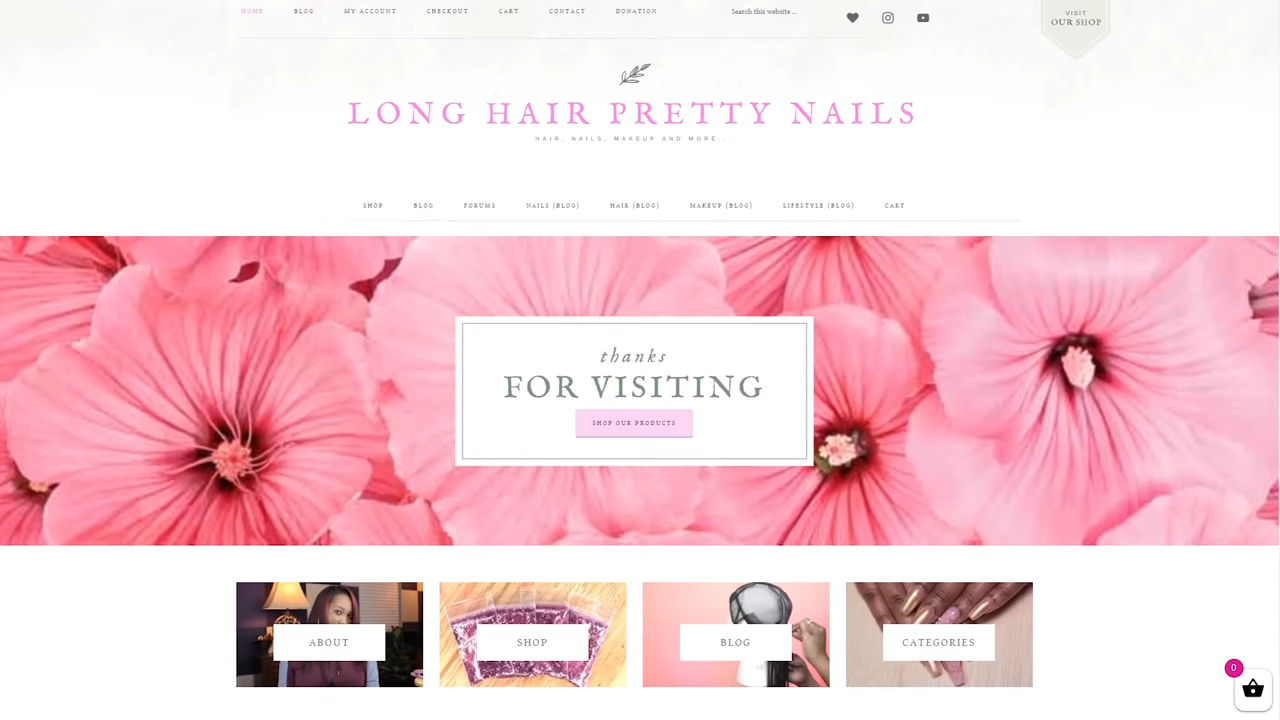 HOME BLOG MY ACCOUNT CHECKOUT CART CONTACT DONATION Search this website ...
VISIT
OUR SHOP
LONG HAIR PRETTY NAILS
HAIR, NAILS, MAKEUP AND MORE...
SHOP BLOG FORUMS NAILS (BLOG) HAIR (BLOG) MAKEUP (BLOG) LIFESTYLE (BLOG) CART
thanks
FOR VISITING
SHOP OUR PRODUCTS
ABOUT SHOP BLOG CATEGORIES
0